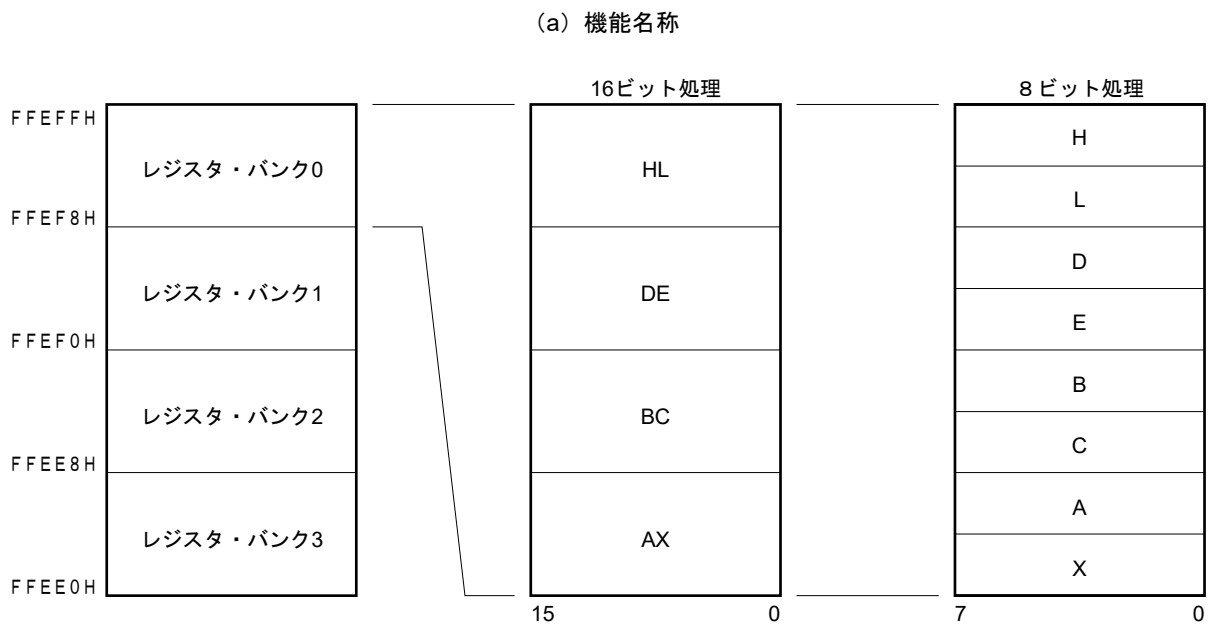 （a）機能名称
16ビット処理
８ビット処理
FFEFFH
レジスタ・バンク0
HL
H
L
FFEF8H
レジスタ・バンク1
DE
D
E
FFEF0H
レジスタ・バンク2
BC
B
C
FFEE8H
レジスタ・バンク3
AX
A
X
FFEE0H
15
0
7
0